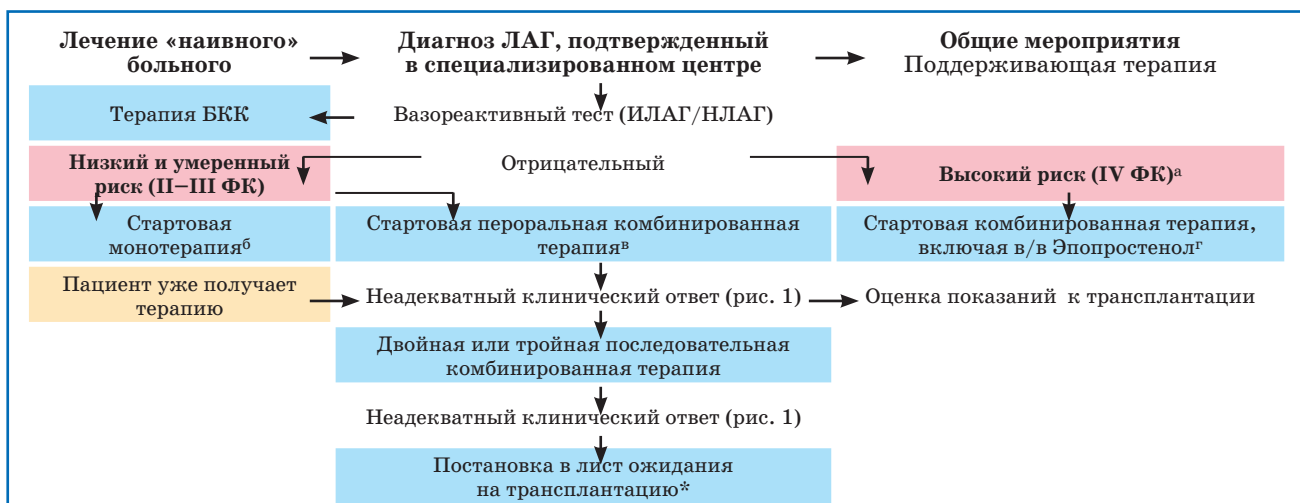 Лечение «наивного»
больного
Диагноз ЛАГ, подтвержденный
в специализированном центре
Общие мероприятия
Поддерживающая терапия
Терапия БКК
Вазореактивный тест (ИЛАГ/НЛАГ)
Низкий и умеренный
риск (II–III ФК)
Отрицательный
Высокий риск (IV ФК)ᵃ
Стартовая
монотерапияᵇ
Стартовая пероральная комбинированная
терапияᵛ
Стартовая комбинированная терапия,
включая в/в Эпопростенолᴦ
Пациент уже получает
терапию
Неадекватный клинический ответ (рис. 1)
Оценка показаний к трансплантации
Двойная или тройная последовательная
комбинированная терапия
Неадекватный клинический ответ (рис. 1)
Постановка в лист ожидания
на трансплантацию*